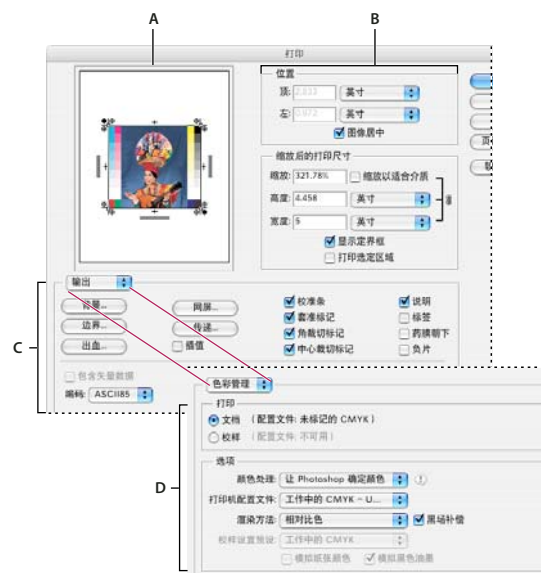 A
B
打印
位置
顶: 2.833 英寸
左: 0.972 英寸
图像居中
缩放后的打印尺寸
缩放: 321.78% 缩放以适合介质
高度: 4.458 英寸
宽度: 5 英寸
显示定界框
打印选定区域
页
C
输出
背景...
边界...
出血...
网屏...
传递...
插值
校准条
套准标记
角裁切标记
中心裁切标记
说明
标签
药膜朝下
负片
包含矢量数据
编码: ASCII85
D
色彩管理
打印
文档 (配置文件: 未标记的 CMYK)
校样 (配置文件: 不可用)
选项
颜色处理: 让 Photoshop 确定颜色
打印机配置文件: 工作中的 CMYK - U...
渲染方法: 相对比色 黑场补偿
校样设置预设: 工作中的 CMYK
模拟纸张颜色 模拟黑色油墨